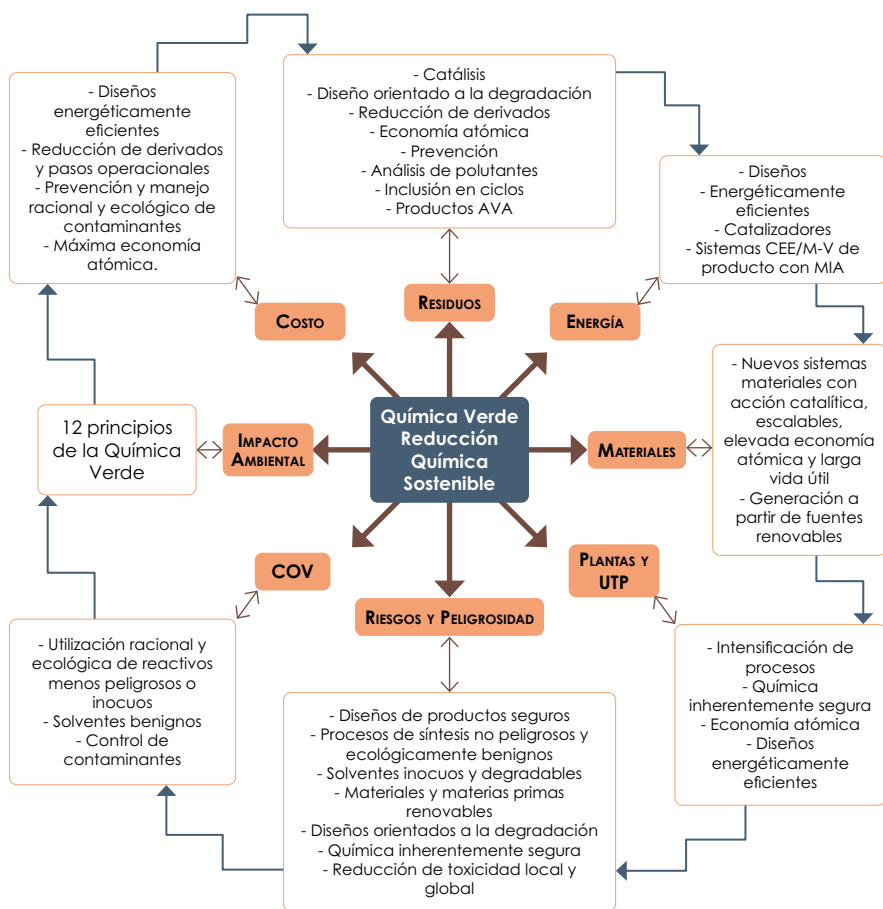 - Diseños
energéticamente
eficientes
- Reducción de derivados
y pasos operacionales
- Prevención y manejo
racional y ecológico de
contaminantes
- Máxima economía
atómica.
- Catálisis
- Diseño orientado a la degradación
- Reducción de derivados
- Economía atómica
- Prevención
- Análisis de polutantes
- Inclusión en ciclos
- Productos AVA
- Diseños
- Energéticamente
eficientes
- Catalizadores
- Sistemas CEE/M-V de
producto con MIA
Costo
Residuos
Energía
12 principios
de la Química
Verde
Impacto
Ambiental
Química Verde
Reducción
Química
Sostenible
Materiales
- Nuevos sistemas
materiales con
acción catalítica,
escalables,
elevada economía
atómica y larga
vida útil
- Generación a
partir de fuentes
renovables
COV
Riesgos y Peligrosidad
Plantas y
UTP
- Utilización racional y
ecológica de reactivos
menos peligrosos o
inocuos
- Solventes benignos
- Control de
contaminantes
- Diseños de productos seguros
- Procesos de síntesis no peligrosos y
ecológicamente benignos
- Solventes inocuos y degradables
- Materiales y materias primas
renovables
- Diseños orientados a la degradación
- Química inherentemente segura
- Reducción de toxicidad local y
global
- Intensificación de
procesos
- Química
inherentemente segura
- Economía atómica
- Diseños
energéticamente
eficientes